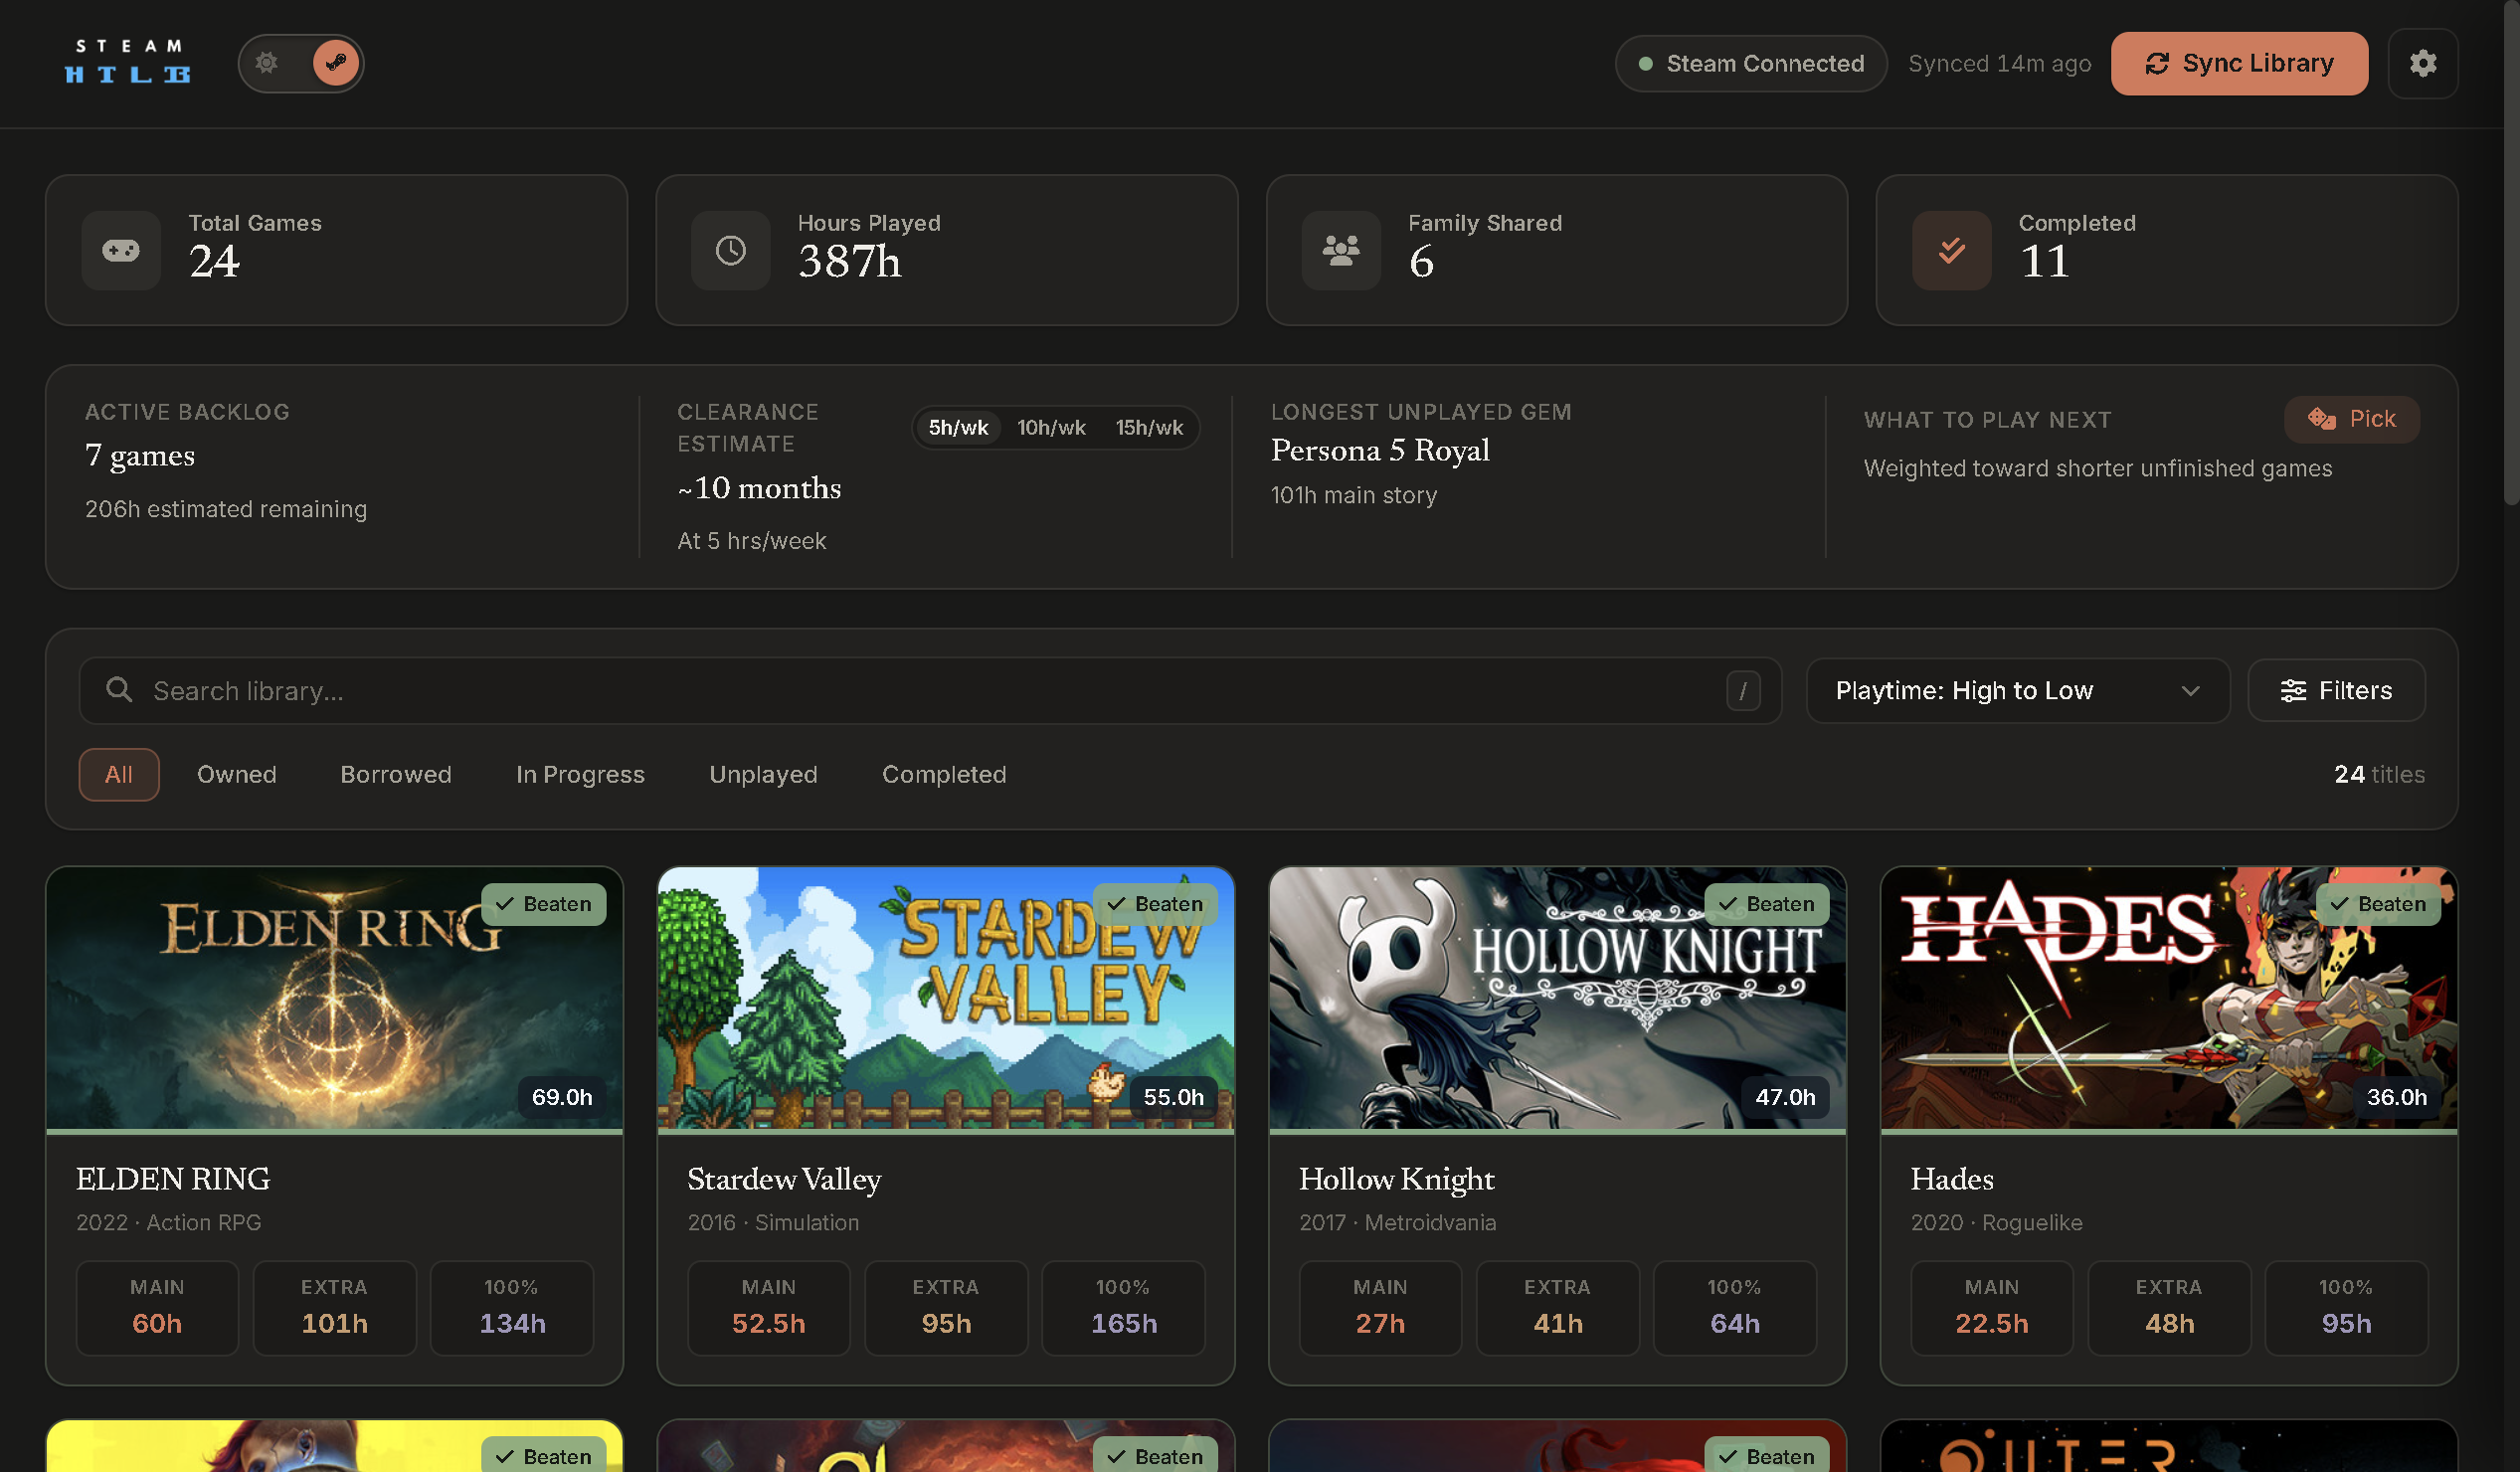 STEAM
HTLB
Steam Connected
Synced 14m ago
Sync Library
Total Games
24
Hours Played
387h
Family Shared
6
Completed
11
ACTIVE BACKLOG
7 games
206h estimated remaining
CLEARANCE
ESTIMATE
5h/wk 10h/wk 15h/wk
~10 months
At 5 hrs/week
LONGEST UNPLAYED GEM
Persona 5 Royal
101h main story
WHAT TO PLAY NEXT
Pick
Weighted toward shorter unfinished games
Search library...
/
Playtime: High to Low
Filters
All Owned Borrowed In Progress Unplayed Completed
24 titles
ELDEN RING
Beaten
69.0h
ELDEN RING
2022 · Action RPG
MAIN EXTRA 100%
60h 101h 134h
STARDEW
VALLEY
Beaten
55.0h
Stardew Valley
2016 · Simulation
MAIN EXTRA 100%
52.5h 95h 165h
HOLLOW KNIGHT
Beaten
47.0h
Hollow Knight
2017 · Metroidvania
MAIN EXTRA 100%
27h 41h 64h
HADES
Beaten
36.0h
Hades
2020 · Roguelike
MAIN EXTRA 100%
22.5h 48h 95h
Beaten
Beaten
Beaten
OUTER